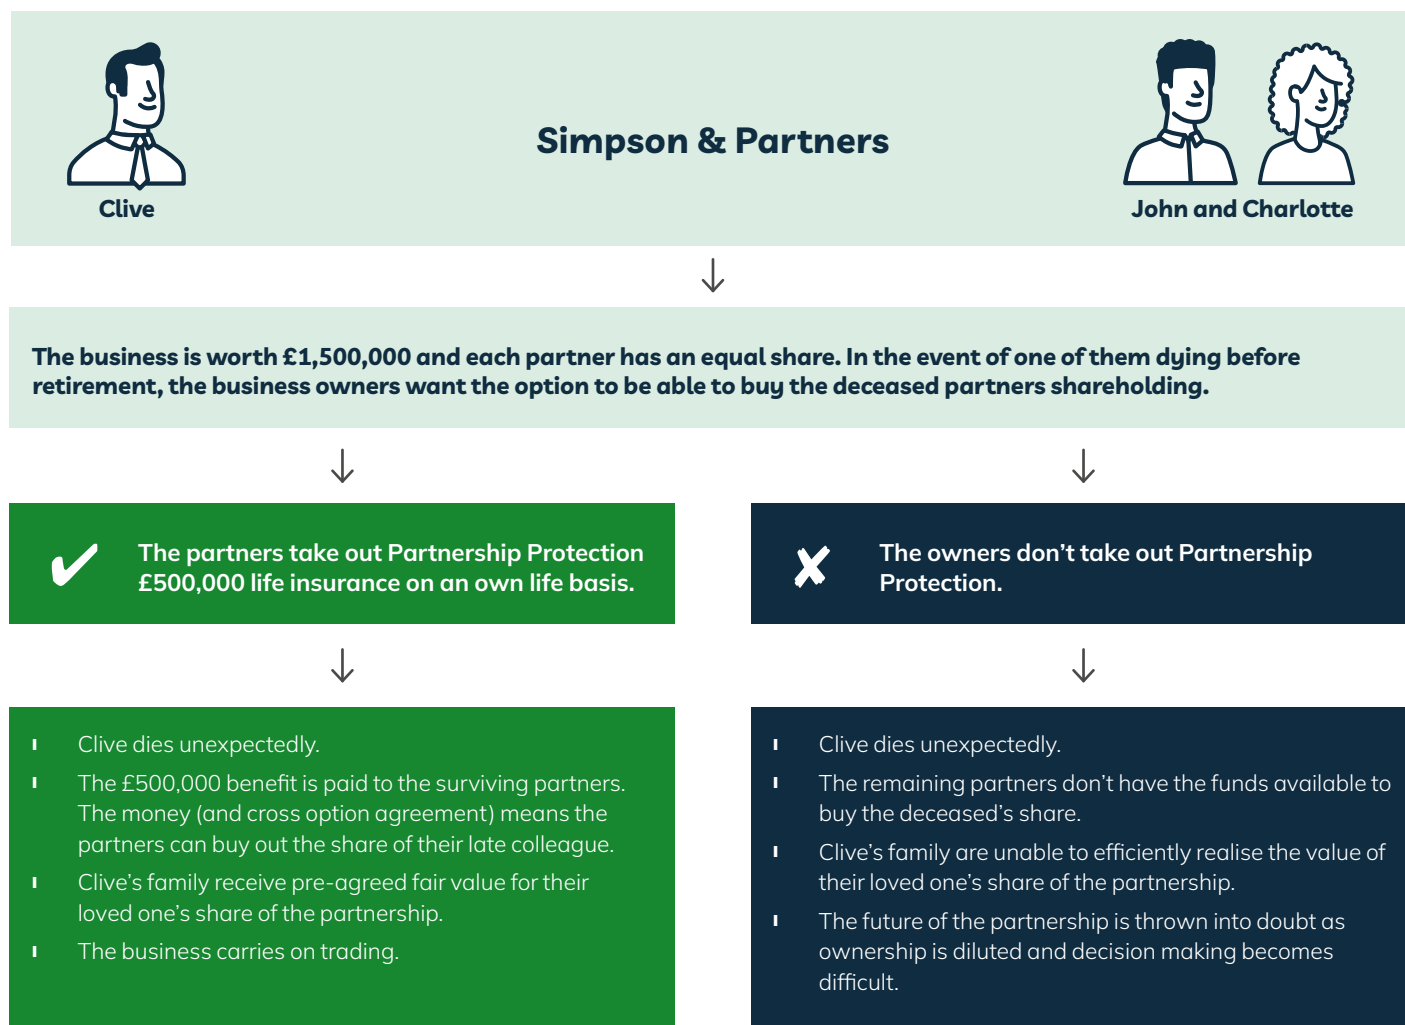 Simpson & Partners
Clive
John and Charlotte
The business is worth £1,500,000 and each partner has an equal share. In the event of one of them dying before
retirement, the business owners want the option to be able to buy the deceased partners shareholding.
The partners take out Partnership Protection
£500,000 life insurance on an own life basis.
Clive dies unexpectedly.
The £500,000 benefit is paid to the surviving partners.
The money (and cross option agreement) means the
partners can buy out the share of their late colleague.
Clive’s family receive pre-agreed fair value for their
loved one’s share of the partnership.
The business carries on trading.
The owners don’t take out Partnership
Protection.
Clive dies unexpectedly.
The remaining partners don’t have the funds available to
buy the deceased’s share.
Clive’s family are unable to efficiently realise the value of
their loved one’s share of the partnership.
The future of the partnership is thrown into doubt as
ownership is diluted and decision making becomes
difficult.